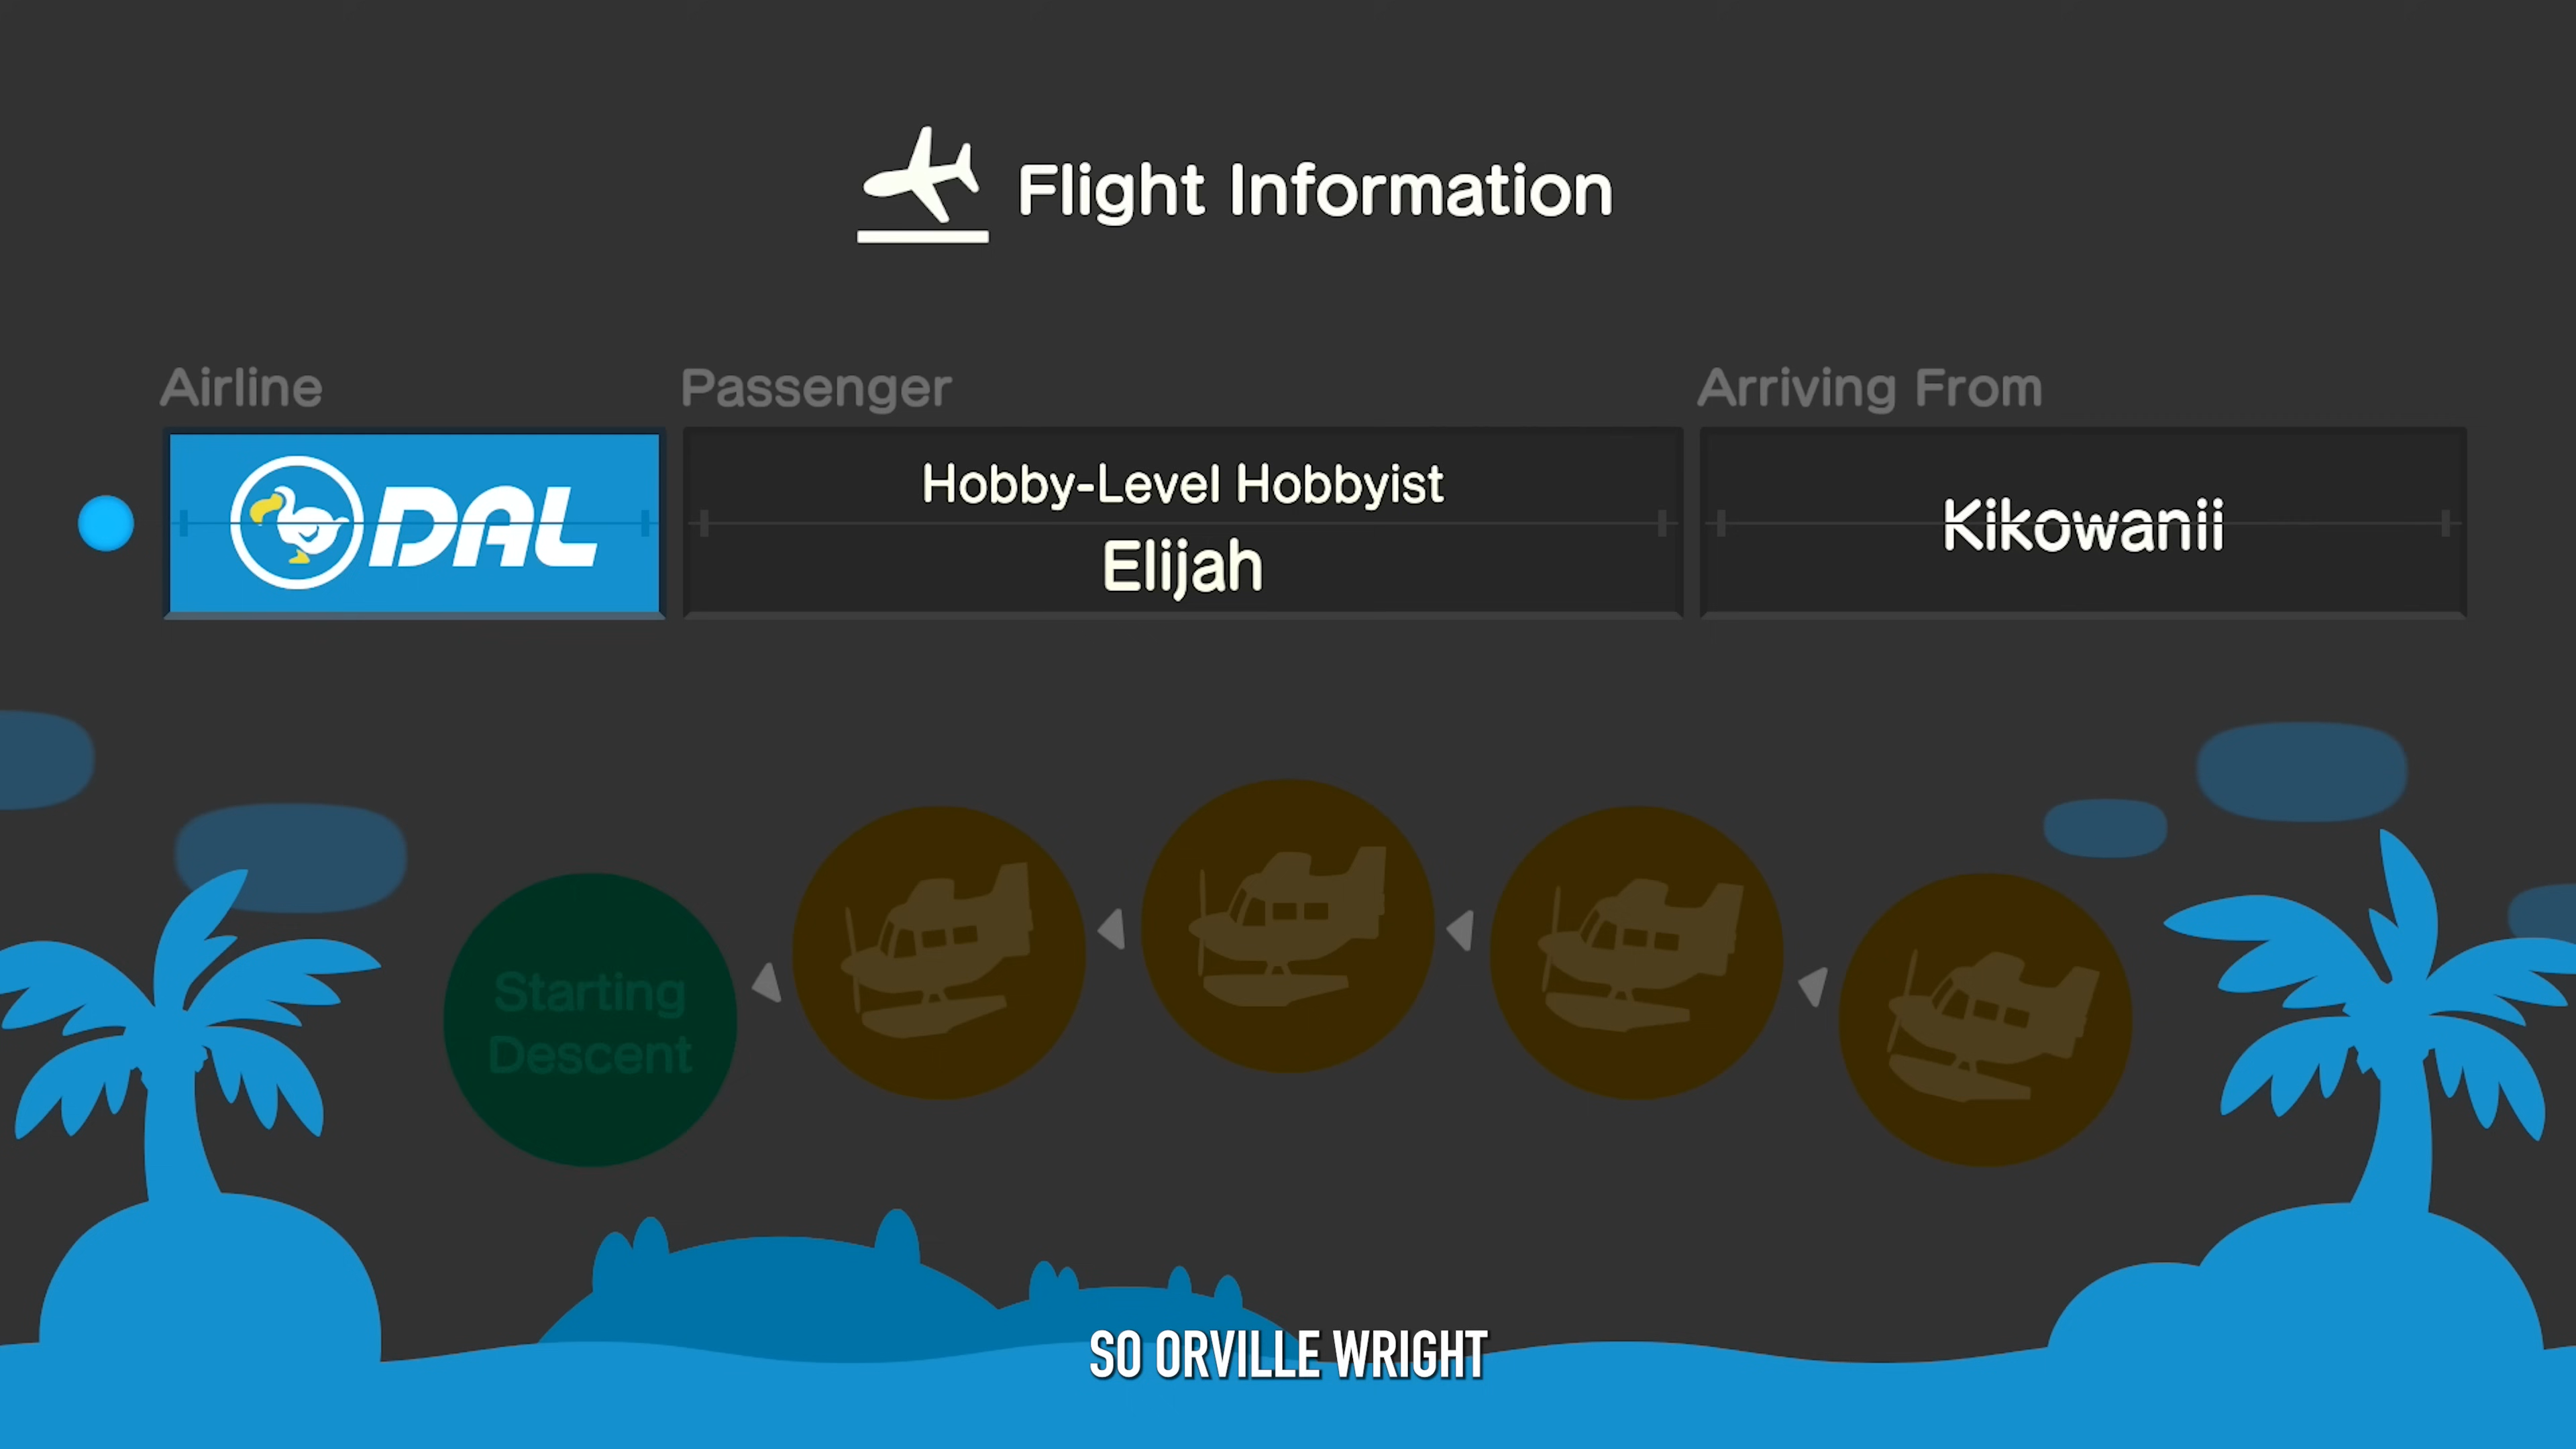 Flight Information
Airline
Passenger
Arriving From
DAL
Hobby-Level Hobbyist
Elijah
Kikowanii
Starting
Descent
SO ORVILLE WRIGHT